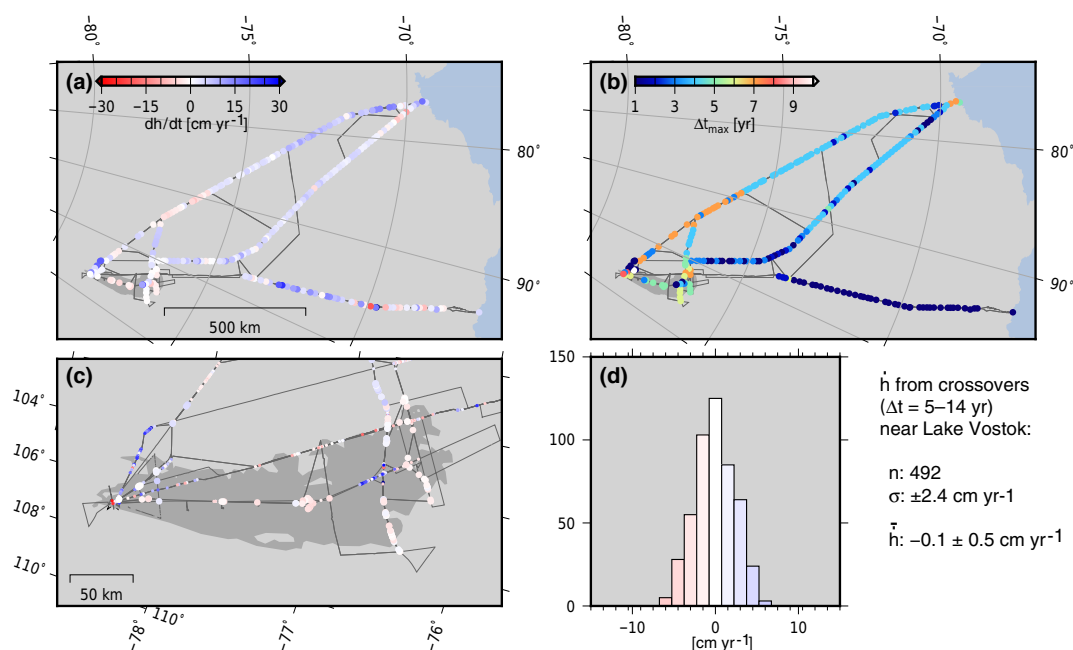 −80°
−75°
−70°
−80°
−75°
−70°
(a)
−30 −15 0 15 30
dh/dt [cm yr-1]
500 km
(b)
1 3 5 7 9
Δtmax [yr]
80°
80°
90°
90°
(c)
104°
106°
108°
110°
50 km
−78°
110°
−77°
−76°
(d)
150
100
50
0
−10 0 10
[cm yr-1]
ḣ from crossovers
(Δt = 5–14 yr)
near Lake Vostok:
n: 492
σ: ±2.4 cm yr-1
ḣ̄: −0.1 ± 0.5 cm yr-1